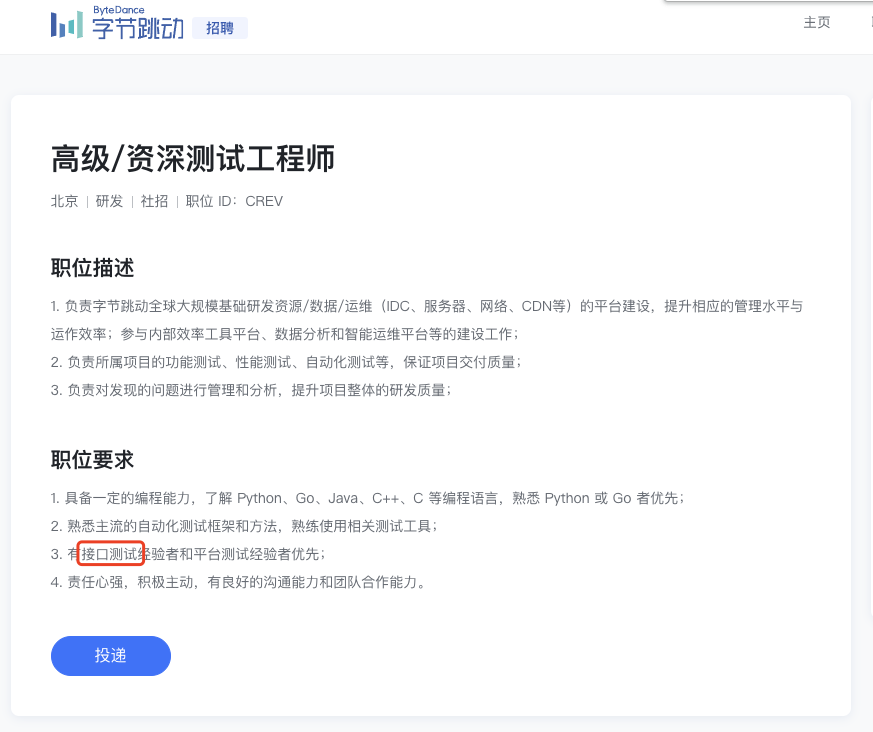 ByteDance
字节跳动 招聘 主页
高级/资深测试工程师
北京 | 研发 | 社招 | 职位 ID：CREV
职位描述
1. 负责字节跳动全球大规模基础研发资源/数据/运维（IDC、服务器、网络、CDN等）的平台建设，提升相应的管理水平与
运作效率；参与内部效率工具平台、数据分析和智能运维平台等的建设工作；
2. 负责所属项目的功能测试、性能测试、自动化测试等，保证项目交付质量；
3. 负责对发现的问题进行管理和分析，提升项目整体的研发质量；
职位要求
1. 具备一定的编程能力，了解 Python、Go、Java、C++、C 等编程语言，熟悉 Python 或 Go 者优先；
2. 熟悉主流的自动化测试框架和方法，熟练使用相关测试工具；
3. 有接口测试经验者和平台测试经验者优先；
4. 责任心强，积极主动，有良好的沟通能力和团队合作能力。
投递